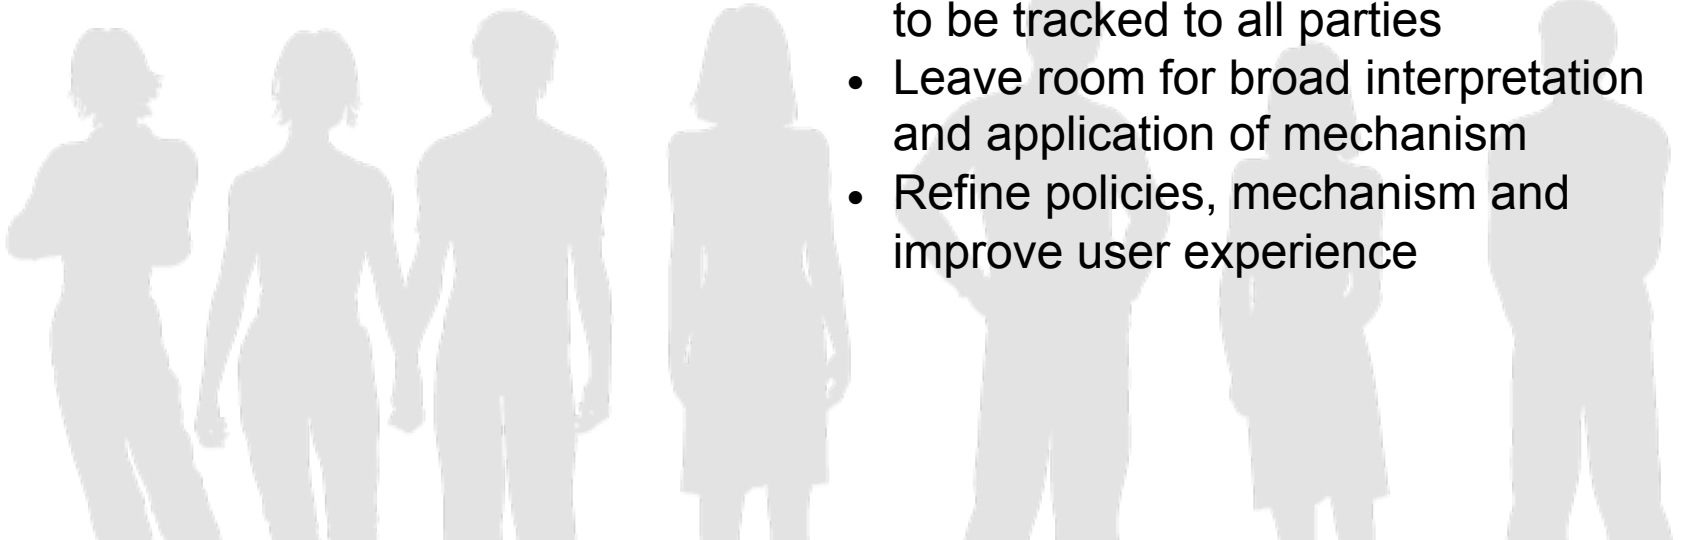 to be tracked to all parties
• Leave room for broad interpretation
and application of mechanism
• Refine policies, mechanism and
improve user experience